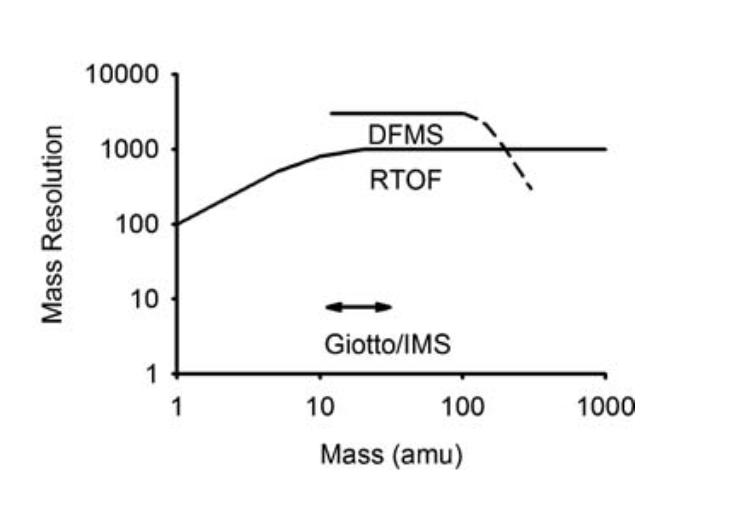 10000
1000
100
10
1
Mass Resolution
DFMS
RTOF
Giotto/IMS
1
10
100
1000
Mass (amu)